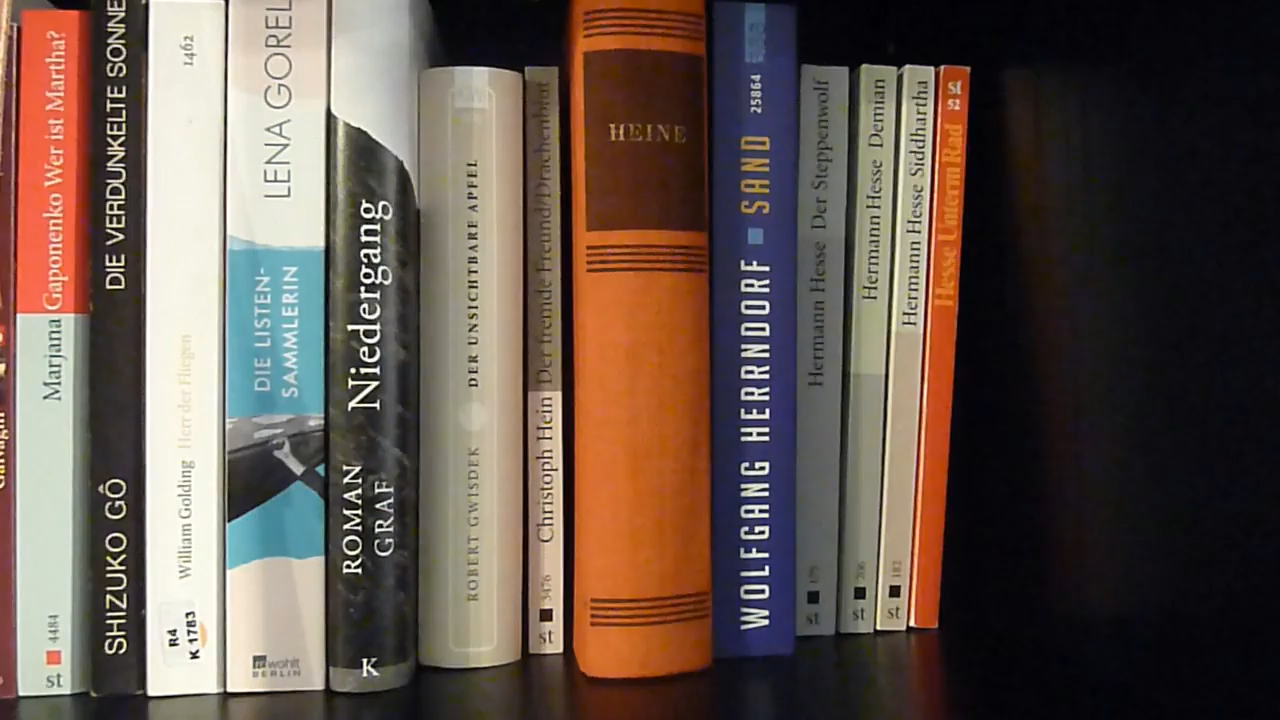 Marjana Gaponenko Wer ist Martha?
4484
st
SHIZUKO GÔ
DIE VERDUNKELTE SONNE
William Golding Herr der Fliegen
1462
R4
K 1783
LENA GOREL
DIE LISTEN-
SAMMLERIN
rowohlt
BERLIN
ROMAN
GRAF
Niedergang
K
ROBERT GWISDEK
DER UNSICHTBARE APFEL
Christoph Hein Der fremde Freund/Drachenblut
3476
st
HEINE
WOLFGANG HERRNDORF SAND
25864
Hermann Hesse Der Steppenwolf
175
st
Hermann Hesse Demian
206
st
Hermann Hesse Siddhartha
182
st
st
52
Hesse Unterm Rad